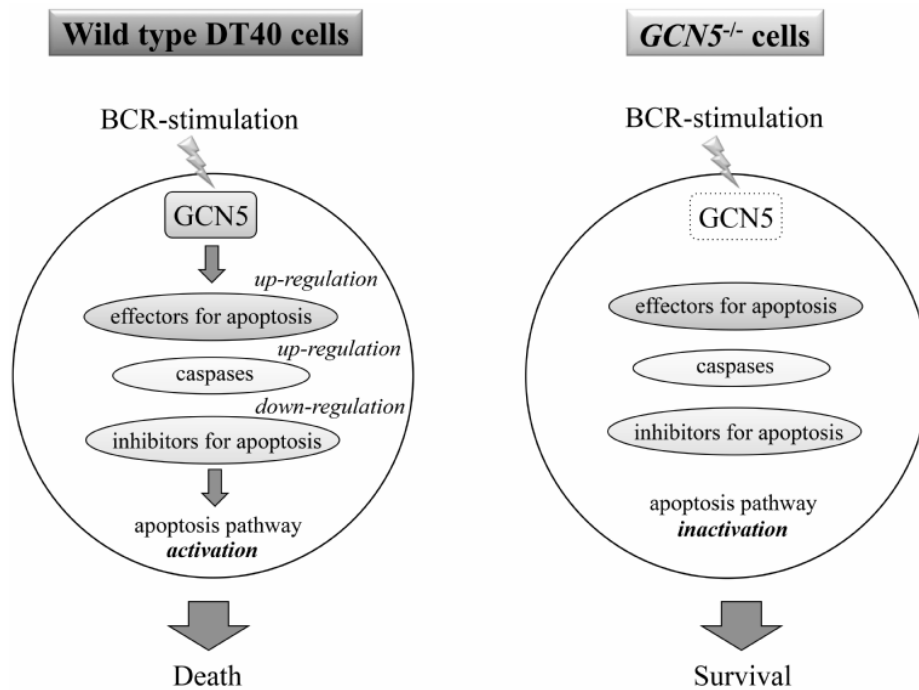 Wild type DT40 cells
BCR-stimulation
GCN5
up-regulation
effectors for apoptosis
up-regulation
caspases
down-regulation
inhibitors for apoptosis
apoptosis pathway
activation
Death
GCN5-/- cells
BCR-stimulation
GCN5
effectors for apoptosis
caspases
inhibitors for apoptosis
apoptosis pathway
inactivation
Survival